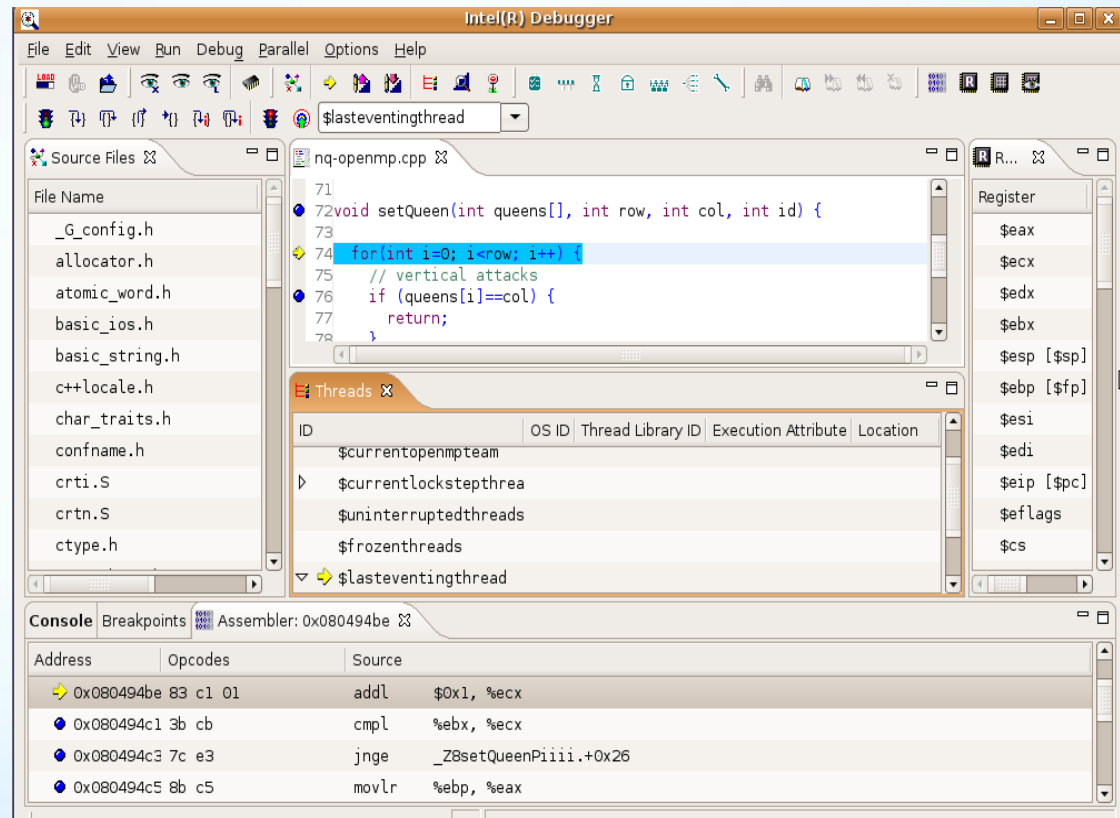 Intel(R) Debugger
File Edit View Run Debug Parallel Options Help
$lasteventingthread
Source Files
File Name
_G_config.h
allocator.h
atomic_word.h
basic_ios.h
basic_string.h
c++locale.h
char_traits.h
confname.h
crti.S
crtn.S
ctype.h
nq-openmp.cpp
71
72 void setQueen(int queens[], int row, int col, int id) {
73
74 for(int i=0; i<row; i++) {
75 // vertical attacks
76 if (queens[i]==col) {
77 return;
78 }
Threads
ID OS ID Thread Library ID Execution Attribute Location
$currentopenmpteam
$currentlockstepthrea
$uninterruptedthreads
$frozenthreads
$lasteventingthread
R...
Register
$eax
$ecx
$edx
$ebx
$esp [$sp]
$ebp [$fp]
$esi
$edi
$eip [$pc]
$eflags
$cs
Console Breakpoints Assembler: 0x080494be
Address Opcodes Source
0x080494be 83 c1 01 addl $0x1, %ecx
0x080494c1 3b cb cmpl %ebx, %ecx
0x080494c3 7c e3 jnge _Z8setQueenPiiii.+0x26
0x080494c5 8b c5 movlr %ebp, %eax